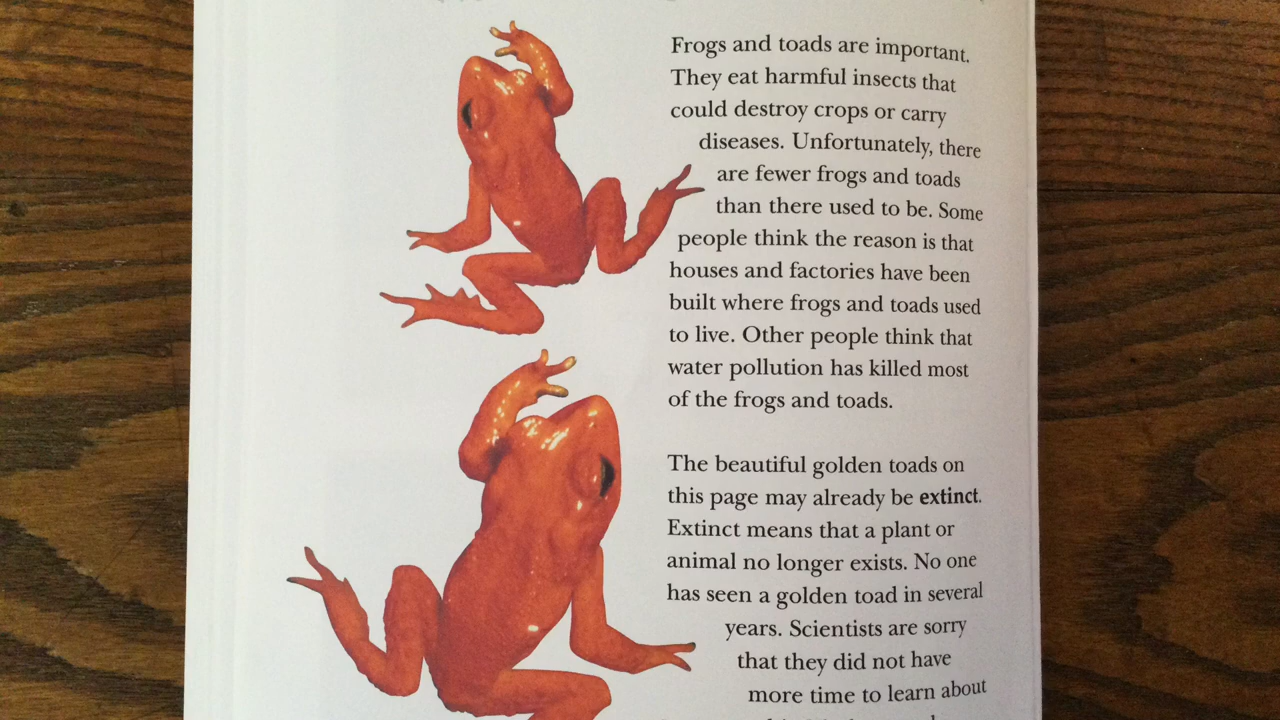 Frogs and toads are important.
They eat harmful insects that
could destroy crops or carry
diseases. Unfortunately, there
are fewer frogs and toads
than there used to be. Some
people think the reason is that
houses and factories have been
built where frogs and toads used
to live. Other people think that
water pollution has killed most
of the frogs and toads.
The beautiful golden toads on
this page may already be extinct.
Extinct means that a plant or
animal no longer exists. No one
has seen a golden toad in several
years. Scientists are sorry
that they did not have
more time to learn about